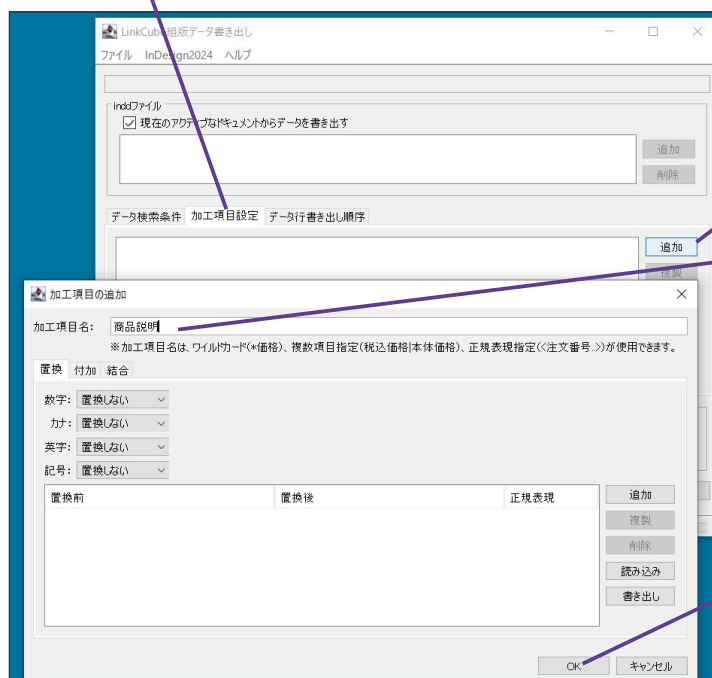 LinkCube組版データ書き出し
ファイル InDesign2024 ヘルプ
inddファイル
現在のアクティブなドキュメントからデータを書き出す
追加
削除
データ検索条件 加工項目設定 データ行書き出し順序
追加
複製
加工項目の追加
加工項目名: 商品説明
※加工項目名は、ワイルドカード(*価格)、複数項目指定(税込価格|本体価格)、正規表現指定(<注文番号..>)が使用できます。
置換 付加 結合
数字: 置換しない
カナ: 置換しない
英字: 置換しない
記号: 置換しない
置換前 置換後 正規表現
追加
複製
削除
読み込み
書き出し
OK キャンセル